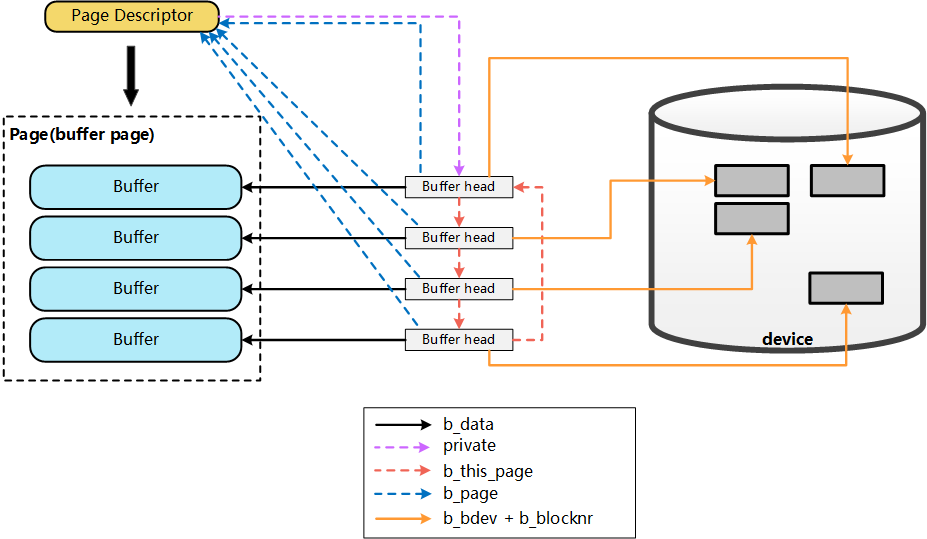 Page Descriptor
Page(buffer page)
Buffer
Buffer head
Buffer
Buffer head
Buffer
Buffer head
Buffer
Buffer head
device
b_data
private
b_this_page
b_page
b_bdev + b_blocknr